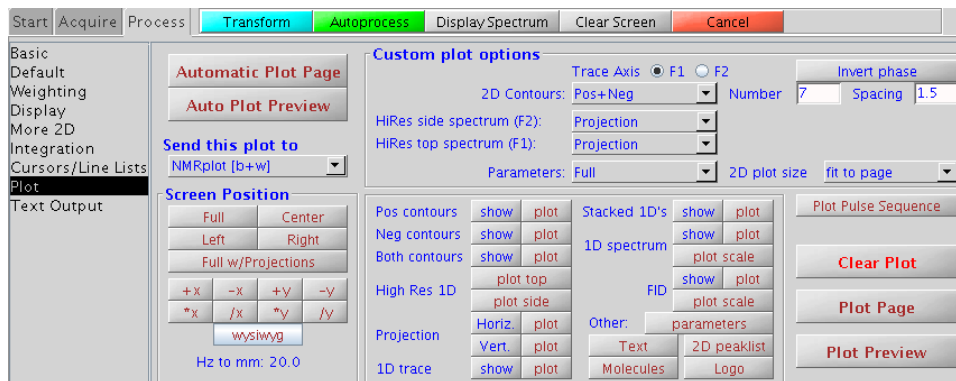 Start Acquire Process Transform Autoprocess Display Spectrum Clear Screen Cancel
Basic
Default
Weighting
Display
More 2D
Integration
Cursors/Line Lists
Plot
Text Output
Automatic Plot Page
Auto Plot Preview
Send this plot to
NMRplot [b+w]
Screen Position
Full Center
Left Right
Full w/Projections
+x -x +y -y
*x /x *y /y
wysiwyg
Hz to mm: 20.0
Custom plot options
Trace Axis F1 F2 Invert phase
2D Contours: Pos+Neg Number 7 Spacing 1.5
HiRes side spectrum (F2): Projection
HiRes top spectrum (F1): Projection
Parameters: Full 2D plot size fit to page
Pos contours show plot
Neg contours show plot
Both contours show plot
High Res 1D plot top
plot side
Projection Horiz. plot
Vert. plot
1D trace show plot
Stacked 1D's show plot
1D spectrum show plot
plot scale
FID show plot
plot scale
Other: parameters
Text 2D peaklist
Molecules Logo
Plot Pulse Sequence
Clear Plot
Plot Page
Plot Preview